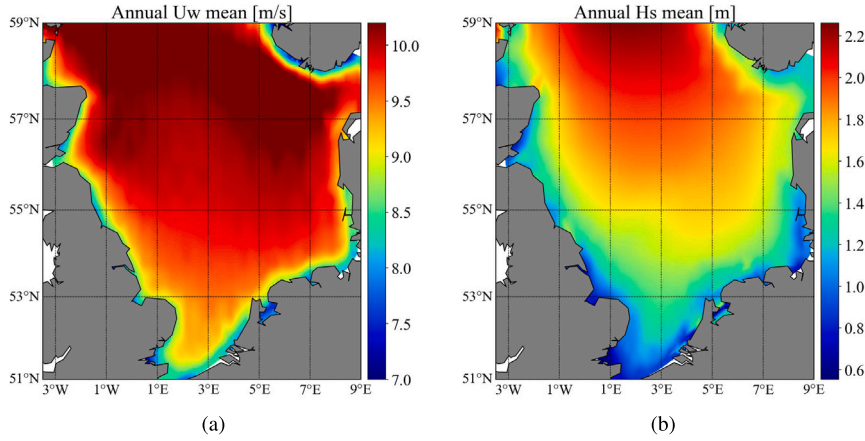 Annual Uw mean [m/s]
59°N
57°N
55°N
53°N
51°N
3°W 1°W 1°E 3°E 5°E 7°E 9°E
10.0
9.5
9.0
8.5
8.0
7.5
7.0
(a)
Annual Hs mean [m]
59°N
57°N
55°N
53°N
51°N
3°W 1°W 1°E 3°E 5°E 7°E 9°E
2.2
2.0
1.8
1.6
1.4
1.2
1.0
0.8
0.6
(b)